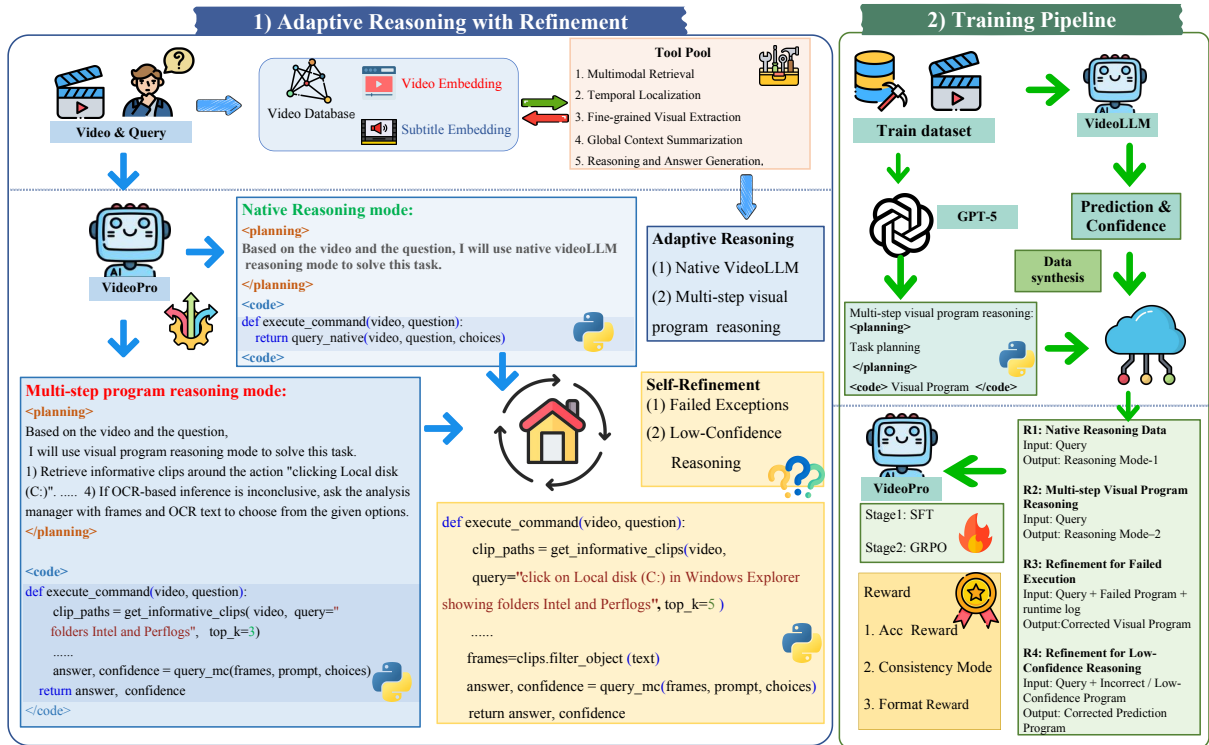 1) Adaptive Reasoning with Refinement
Video & Query
Video Database
Video Embedding
Subtitle Embedding
Tool Pool
1. Multimodal Retrieval
2. Temporal Localization
3. Fine-grained Visual Extraction
4. Global Context Summarization
5. Reasoning and Answer Generation,
AI
VideoPro
Native Reasoning mode:
<planning>
Based on the video and the question, I will use native videoLLM
reasoning mode to solve this task.
</planning>
<code>
def execute_command(video, question):
return query_native(video, question, choices)
<code>
Adaptive Reasoning
(1) Native VideoLLM
(2) Multi-step visual
program reasoning
Multi-step program reasoning mode:
<planning>
Based on the video and the question,
I will use visual program reasoning mode to solve this task.
1) Retrieve informative clips around the action "clicking Local disk
(C:)". ..... 4) If OCR-based inference is inconclusive, ask the analysis
manager with frames and OCR text to choose from the given options.
</planning>
<code>
def execute_command(video, question):
clip_paths = get_informative_clips( video, query="
folders Intel and Perflogs", top_k=3)
......
answer, confidence = query_mc(frames, prompt, choices)
return answer, confidence
</code>
Self-Refinement
(1) Failed Exceptions
(2) Low-Confidence
Reasoning
def execute_command(video, question):
clip_paths = get_informative_clips(video,
query="click on Local disk (C:) in Windows Explorer
showing folders Intel and Perflogs", top_k=5 )
......
frames=clips.filter_object (text)
answer, confidence = query_mc(frames, prompt, choices)
return answer, confidence
2) Training Pipeline
Train dataset
AI
VideoLLM
GPT-5
Prediction &
Confidence
Data
synthesis
Multi-step visual program reasoning:
<planning>
Task planning
</planning>
<code> Visual Program </code>
AI
VideoPro
Stage1: SFT
Stage2: GRPO
Reward
1. Acc Reward
2. Consistency Mode
3. Format Reward
R1: Native Reasoning Data
Input: Query
Output: Reasoning Mode-1
R2: Multi-step Visual Program
Reasoning
Input: Query
Output: Reasoning Mode–2
R3: Refinement for Failed
Execution
Input: Query + Failed Program +
runtime log
Output:Corrected Visual Program
R4: Refinement for Low-
Confidence Reasoning
Input: Query + Incorrect / Low-
Confidence Program
Output: Corrected Prediction
Program